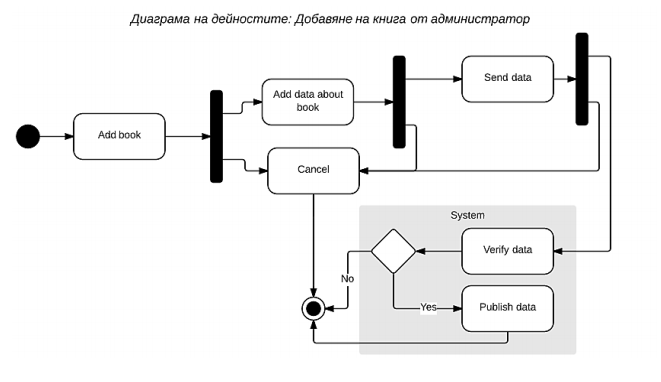 Диаграма на дейностите: Добавяне на книга от администратор
Add book
Add data about
book
Send data
Cancel
System
Verify data
No
Yes
Publish data